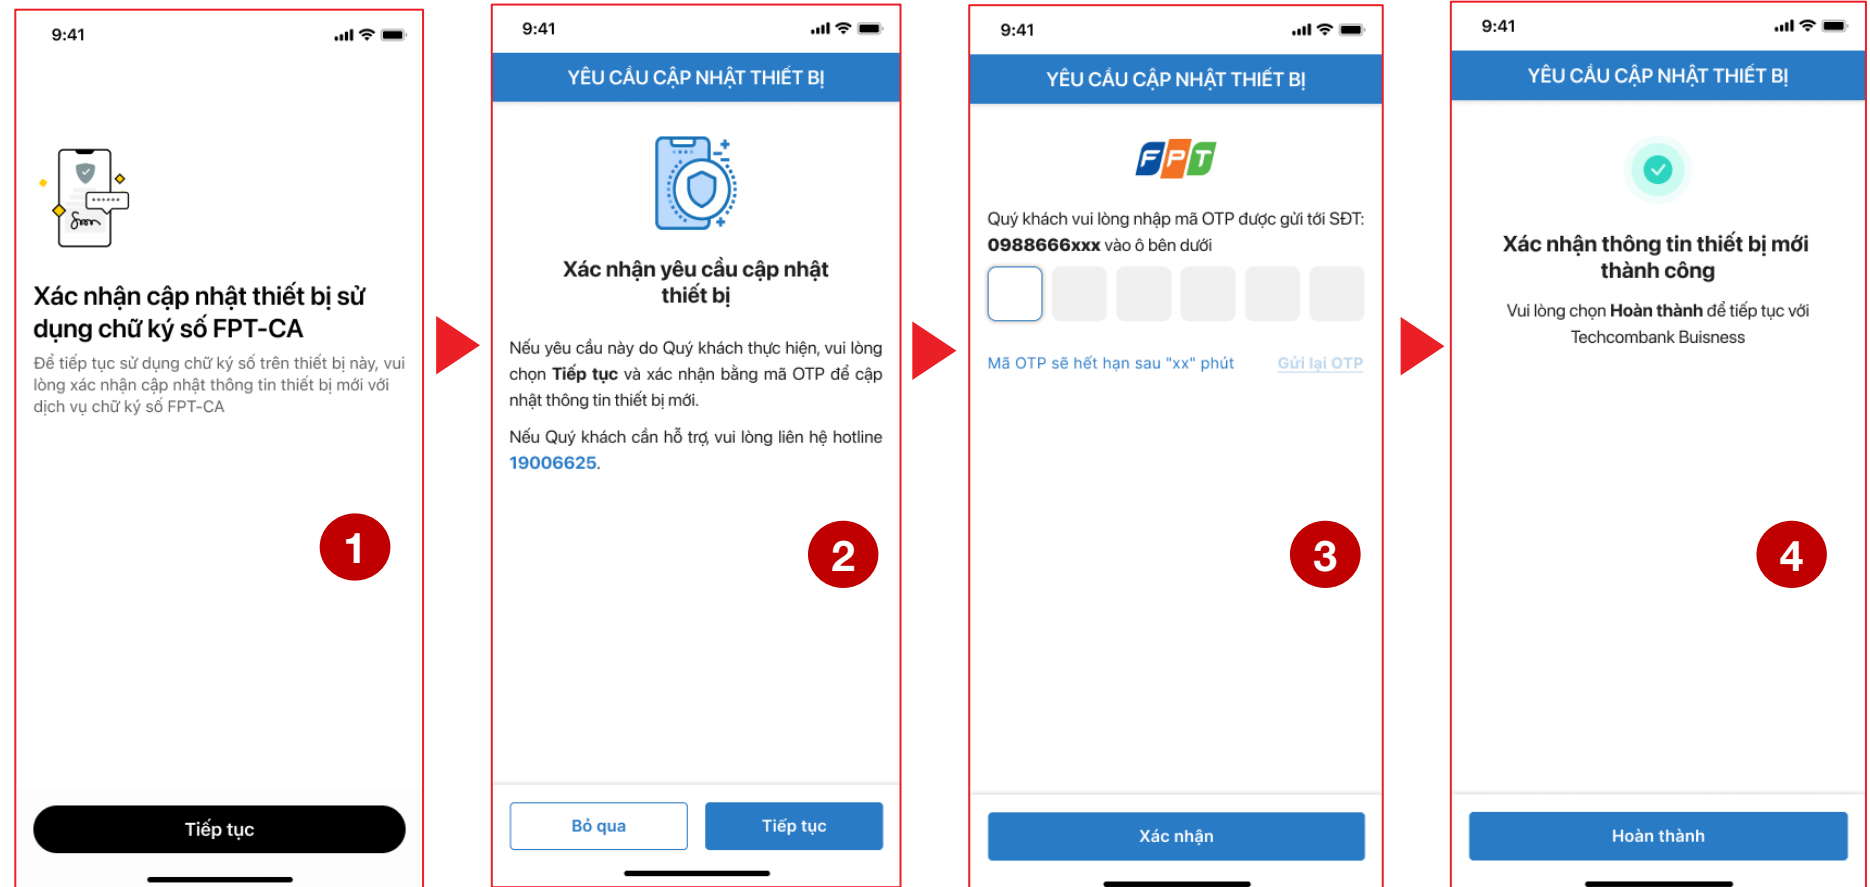 9:41
Xác nhận cập nhật thiết bị sử
dụng chữ ký số FPT-CA
Để tiếp tục sử dụng chữ ký số trên thiết bị này, vui
lòng xác nhận cập nhật thông tin thiết bị mới với
dịch vụ chữ ký số FPT-CA
1
Tiếp tục
9:41
YÊU CẦU CẬP NHẬT THIẾT BỊ
Xác nhận yêu cầu cập nhật
thiết bị
Nếu yêu cầu này do Quý khách thực hiện, vui lòng
chọn Tiếp tục và xác nhận bằng mã OTP để cập
nhật thông tin thiết bị mới.
Nếu Quý khách cần hỗ trợ, vui lòng liên hệ hotline
19006625.
2
Bỏ qua
Tiếp tục
9:41
YÊU CẦU CẬP NHẬT THIẾT BỊ
FPT
Quý khách vui lòng nhập mã OTP được gửi tới SĐT:
0988666xxx vào ô bên dưới
Mã OTP sẽ hết hạn sau "xx" phút
Gửi lại OTP
3
Xác nhận
9:41
YÊU CẦU CẬP NHẬT THIẾT BỊ
Xác nhận thông tin thiết bị mới
thành công
Vui lòng chọn Hoàn thành để tiếp tục với
Techcombank Buisness
4
Hoàn thành